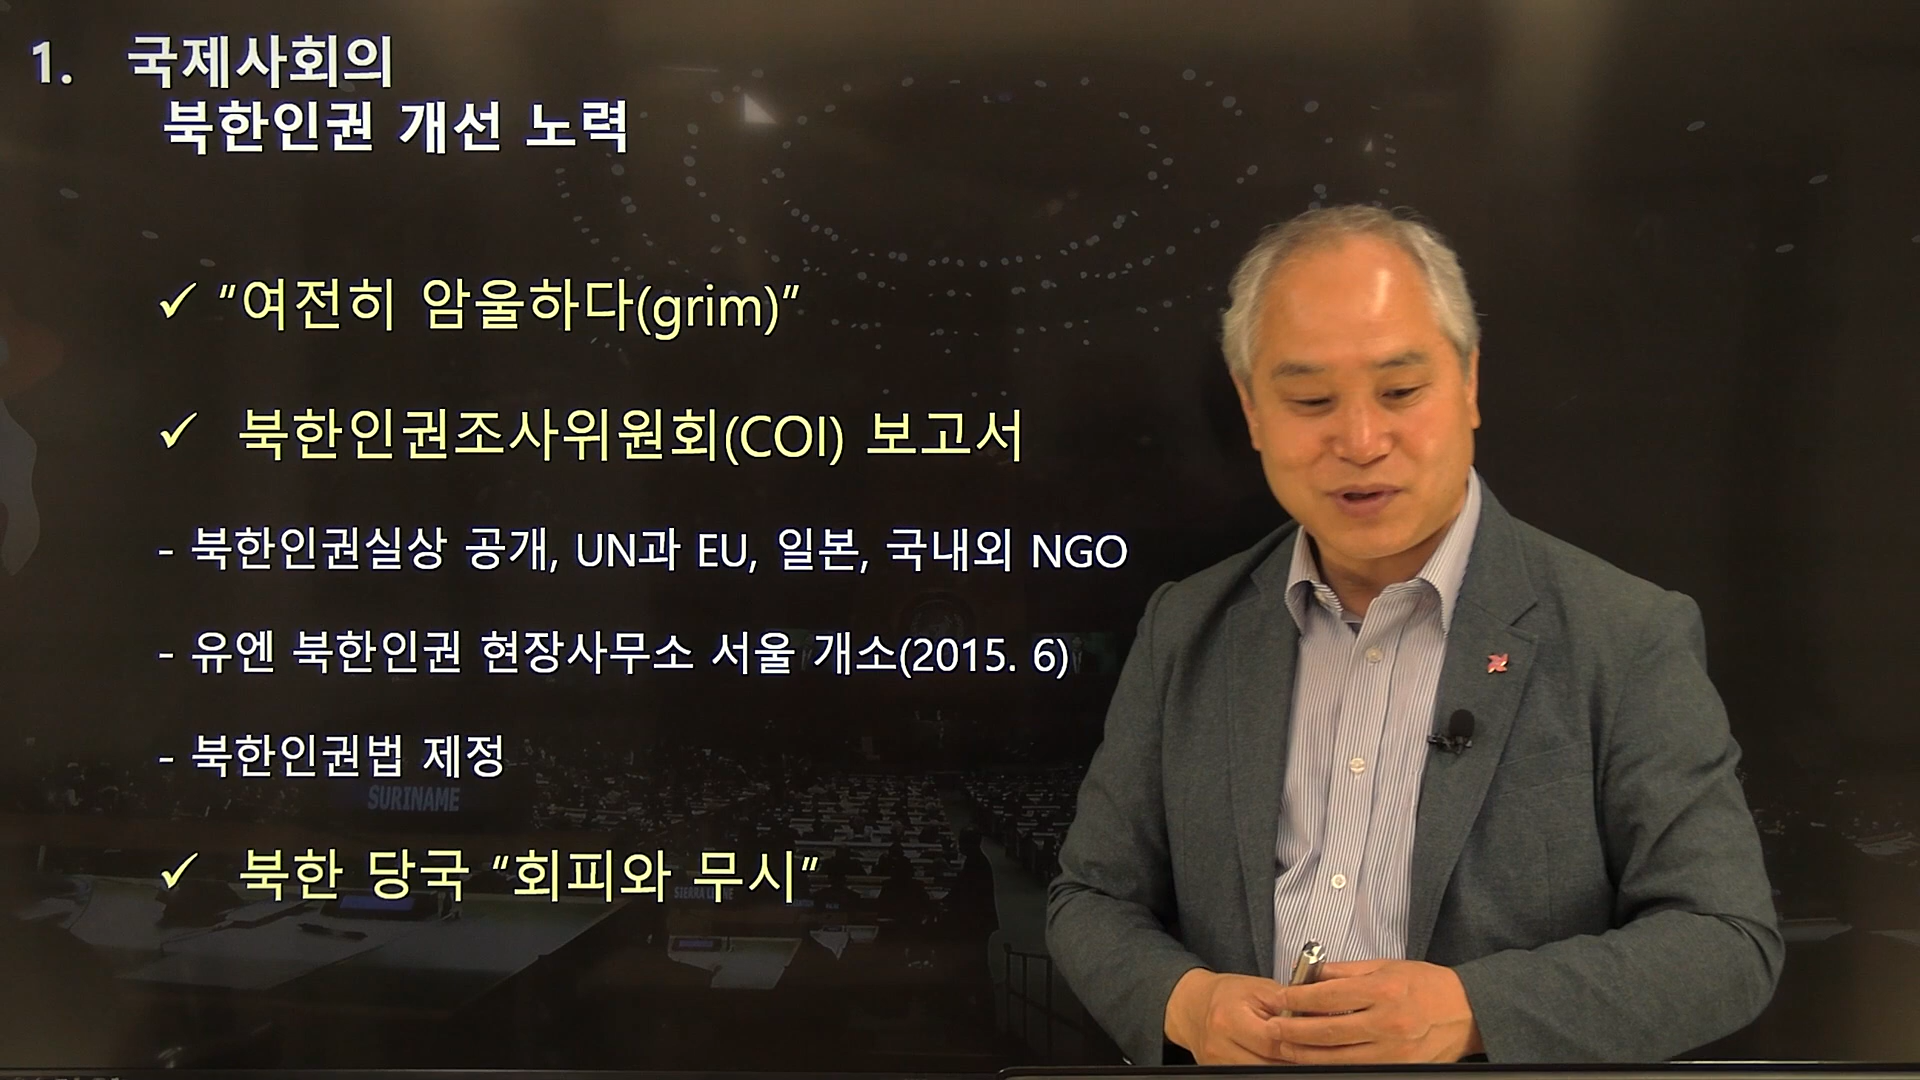 1. 국제사회의
북한인권 개선 노력
✓ “여전히 암울하다(grim)”
✓ 북한인권조사위원회(COI) 보고서
- 북한인권실상 공개, UN과 EU, 일본, 국내외 NGO
- 유엔 북한인권 현장사무소 서울 개소(2015. 6)
- 북한인권법 제정
SURINAME
✓ 북한 당국 “회피와 무시”